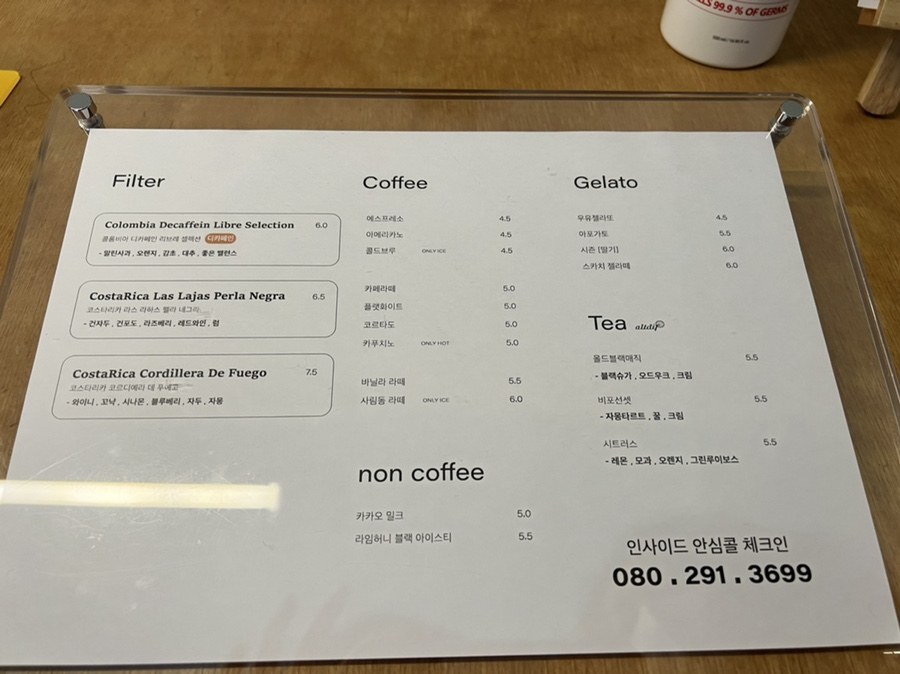 LLS 99.9 % OF GERMS
Filter
Colombia Decaffein Libre Selection 6.0
콜롬비아 디카페인 리브레 셀렉션 디카페인
- 말린사과 , 오렌지 , 감초 , 대추 , 좋은 밸런스
CostaRica Las Lajas Perla Negra 6.5
코스타리카 라스 라하스 펄라 네그라
- 건자두 , 건포도 , 라즈베리 , 레드와인 , 럼
CostaRica Cordillera De Fuego 7.5
코스타리카 코르디예라 데 푸에고
- 와이니 , 꼬냑 , 시나몬 , 블루베리 , 자두 , 자몽
Coffee
에스프레소 4.5
아메리카노 4.5
콜드브루 ONLY ICE 4.5
카페라떼 5.0
플랫화이트 5.0
코르타도 5.0
카푸치노 ONLY HOT 5.0
바닐라 라떼 5.5
사림동 라떼 ONLY ICE 6.0
non coffee
카카오 밀크 5.0
라임허니 블랙 아이스티 5.5
Gelato
우유젤라또 4.5
아포가토 5.5
시즌 [딸기] 6.0
스카치 젤라떼 6.0
Tea altdif
올드블랙매직 5.5
- 블랙슈가 , 오드우크 , 크림
비포선셋 5.5
- 자몽타르트 , 꿀 , 크림
시트러스 5.5
- 레몬 , 모과 , 오렌지 , 그린루이보스
인사이드 안심콜 체크인
080 . 291 . 3699